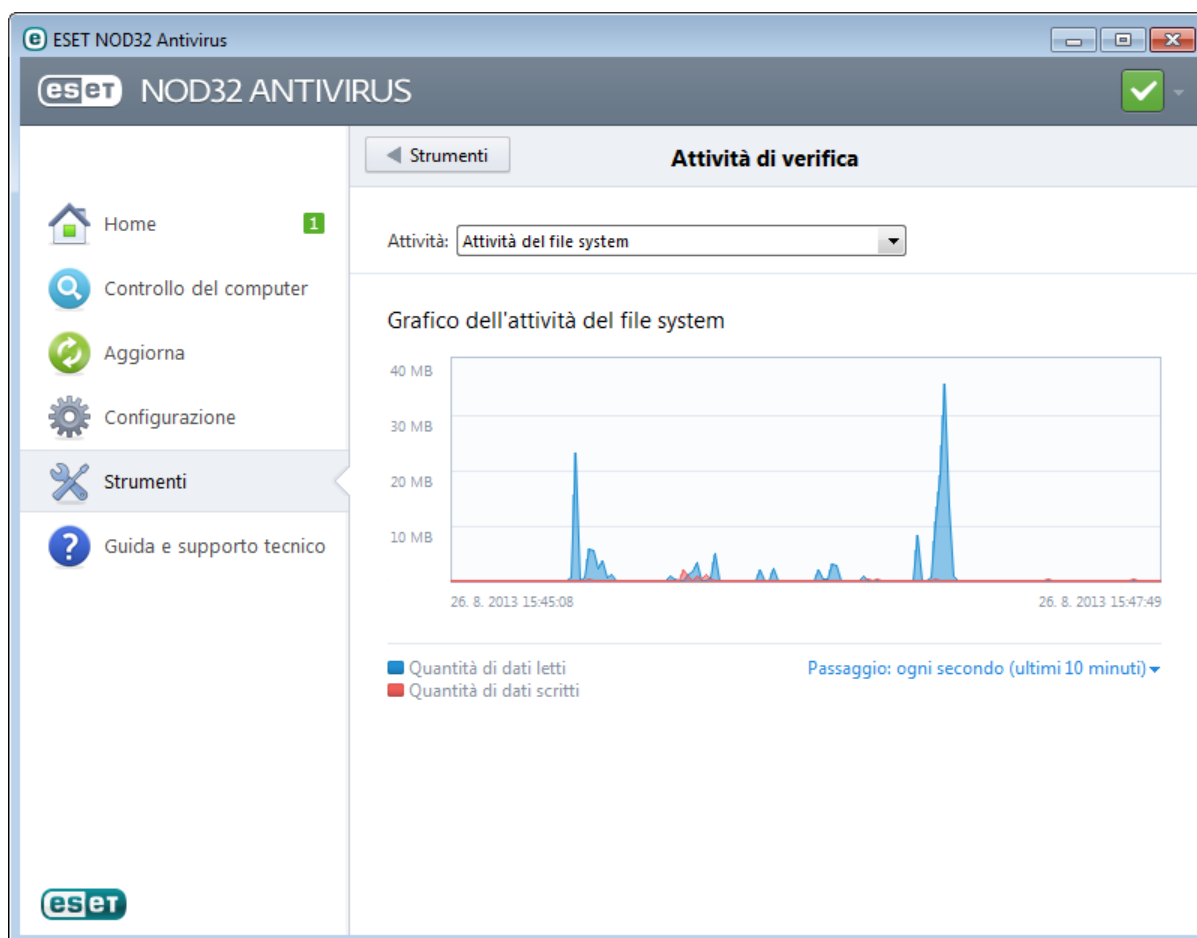 ESET NOD32 Antivirus
eset NOD32 ANTIVIRUS
Strumenti
Attività di verifica
Home 1
Controllo del computer
Aggiorna
Configurazione
Strumenti
Guida e supporto tecnico
Attività: Attività del file system
Grafico dell'attività del file system
40 MB
30 MB
20 MB
10 MB
26. 8. 2013 15:45:08 26. 8. 2013 15:47:49
Quantità di dati letti Passaggio: ogni secondo (ultimi 10 minuti)
Quantità di dati scritti
eset